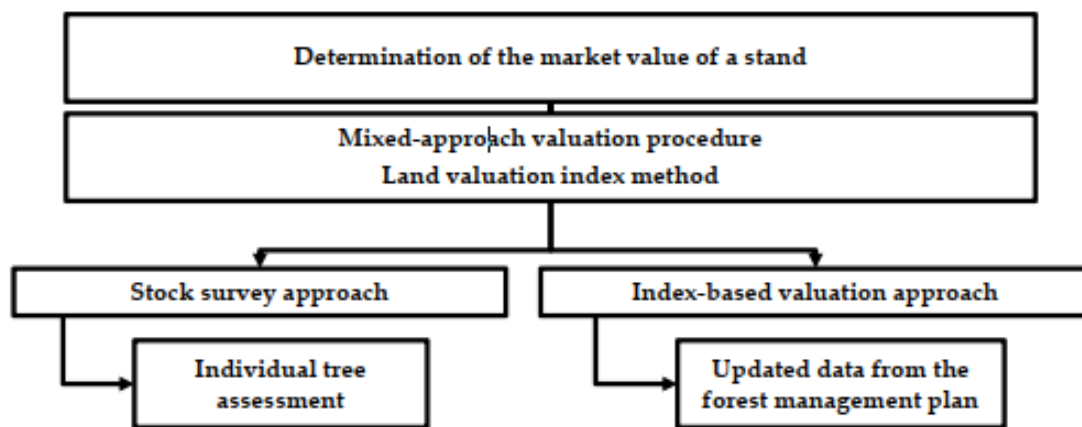 Determination of the market value of a stand
Mixed-approach valuation procedure
Land valuation index method
Stock survey approach
Index-based valuation approach
Individual tree
assessment
Updated data from the
forest management plan